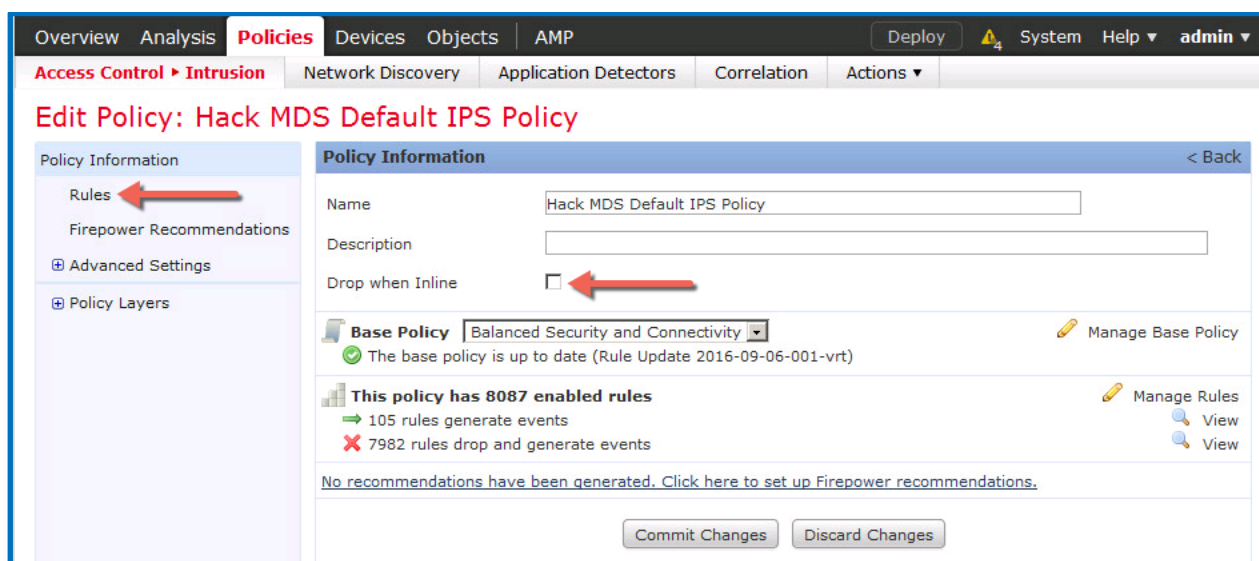 Overview Analysis Policies Devices Objects AMP Deploy 4 System Help ▾ admin ▾
Access Control ▸ Intrusion Network Discovery Application Detectors Correlation Actions ▾
Edit Policy: Hack MDS Default IPS Policy
Policy Information
Rules
Firepower Recommendations
Advanced Settings
Policy Layers
Policy Information < Back
Name Hack MDS Default IPS Policy
Description
Drop when Inline
Base Policy Balanced Security and Connectivity Manage Base Policy
The base policy is up to date (Rule Update 2016-09-06-001-vrt)
This policy has 8087 enabled rules Manage Rules
105 rules generate events View
7982 rules drop and generate events View
No recommendations have been generated. Click here to set up Firepower recommendations.
Commit Changes Discard Changes